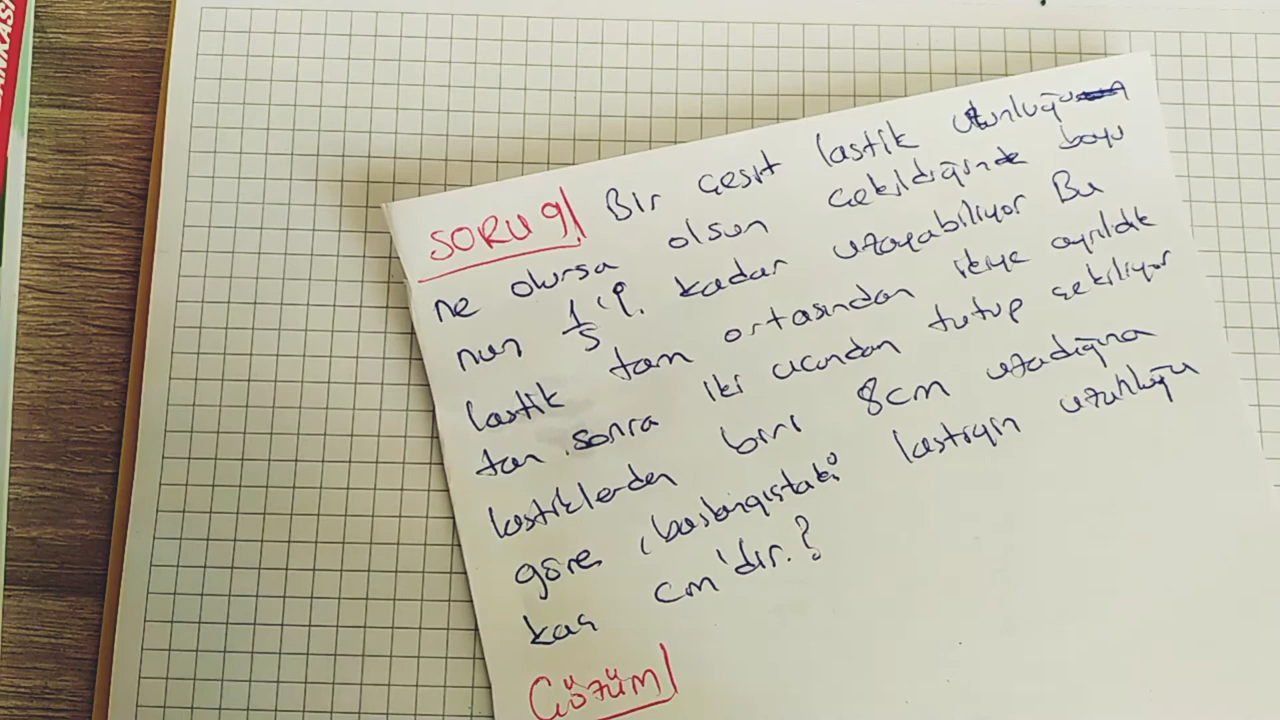 ANKASI
SORU 9| Bir çeşit lastik uzunluğu
ne olursa olsun çekildiğinde boyu
nun 1/5 'i kadar uzayabiliyor Bu
lastik tam ortasından ikiye ayrıldık
tan sonra iki ucundan tutup çekiliyor
lastiklerden biri 8cm uzadığına
göre, başlangıçtaki lastiğin uzunluğu
kaç cm'dir.?
Çözüm|